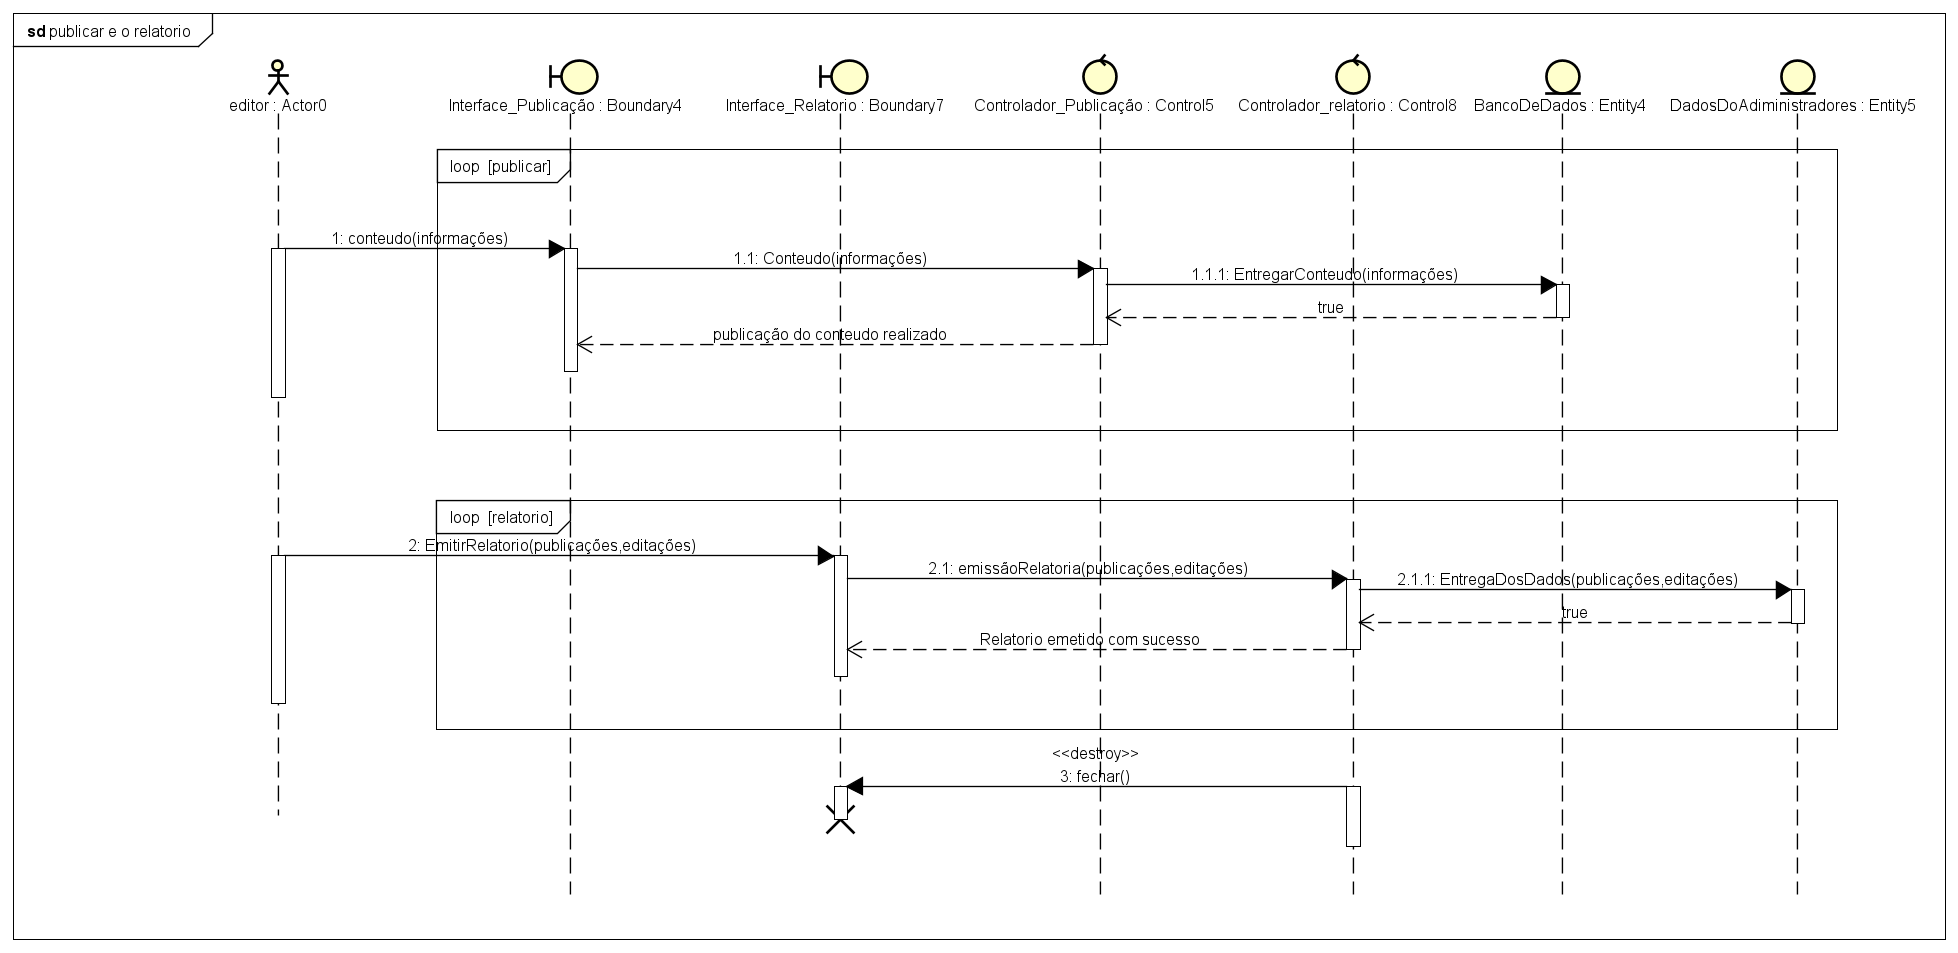 sd publicar e o relatorio
editor : Actor0
Interface_Publicação : Boundary4
Interface_Relatorio : Boundary7
Controlador_Publicação : Control5
Controlador_relatorio : Control8
BancoDeDados : Entity4
DadosDoAdiministradores : Entity5
loop [publicar]
1: conteudo(informações)
1.1: Conteudo(informações)
1.1.1: EntregarConteudo(informações)
true
publicação do conteudo realizado
loop [relatorio]
2: EmitirRelatorio(publicações,editações)
2.1: emissãoRelatoria(publicações,editações)
2.1.1: EntregaDosDados(publicações,editações)
true
Relatorio emetido com sucesso
<<destroy>>
3: fechar()